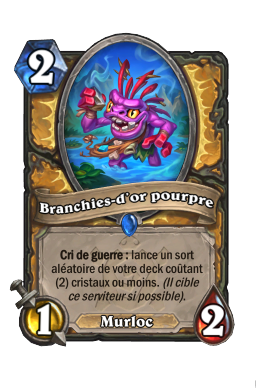 2
Branchies-d'or pourpre
Cri de guerre : lance un sort
aléatoire de votre deck coûtant
(2) cristaux ou moins. (Il cible
ce serviteur si possible).
1
Murloc
2